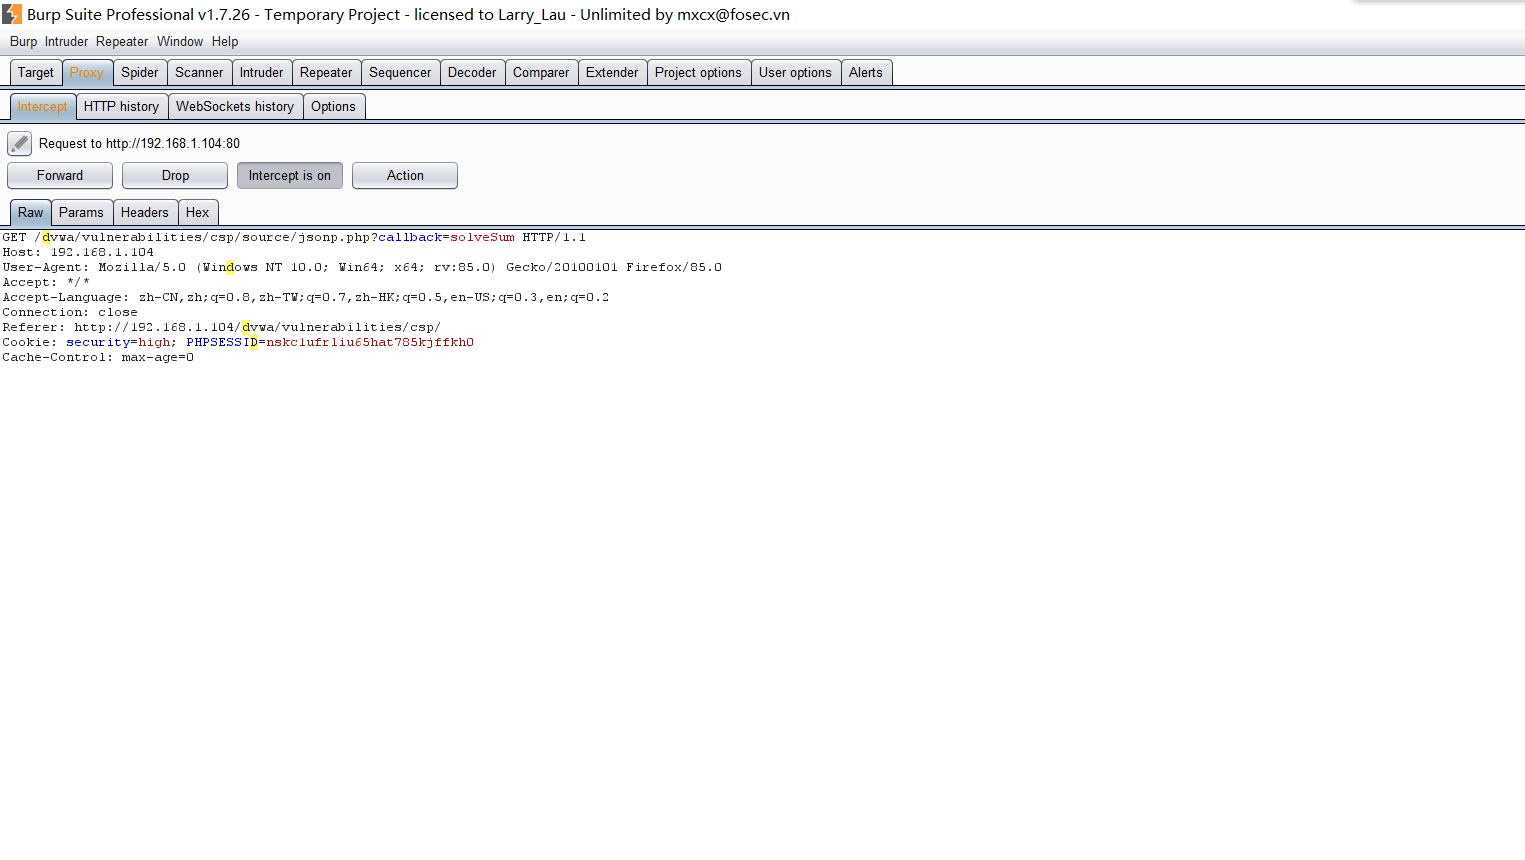 Burp Suite Professional v1.7.26 - Temporary Project - licensed to Larry_Lau - Unlimited by mxcx@fosec.vn
Burp Intruder Repeater Window Help
Target Proxy Spider Scanner Intruder Repeater Sequencer Decoder Comparer Extender Project options User options Alerts
Intercept HTTP history WebSockets history Options
Request to http://192.168.1.104:80
Forward Drop Intercept is on Action
Raw Params Headers Hex
GET /dvwa/vulnerabilities/csp/source/jsonp.php?callback=solveSum HTTP/1.1
Host: 192.168.1.104
User-Agent: Mozilla/5.0 (Windows NT 10.0; Win64; x64; rv:85.0) Gecko/20100101 Firefox/85.0
Accept: */*
Accept-Language: zh-CN,zh;q=0.8,zh-TW;q=0.7,zh-HK;q=0.5,en-US;q=0.3,en;q=0.2
Connection: close
Referer: http://192.168.1.104/dvwa/vulnerabilities/csp/
Cookie: security=high; PHPSESSID=nskc1ufr1iu65hat785kjffkh0
Cache-Control: max-age=0